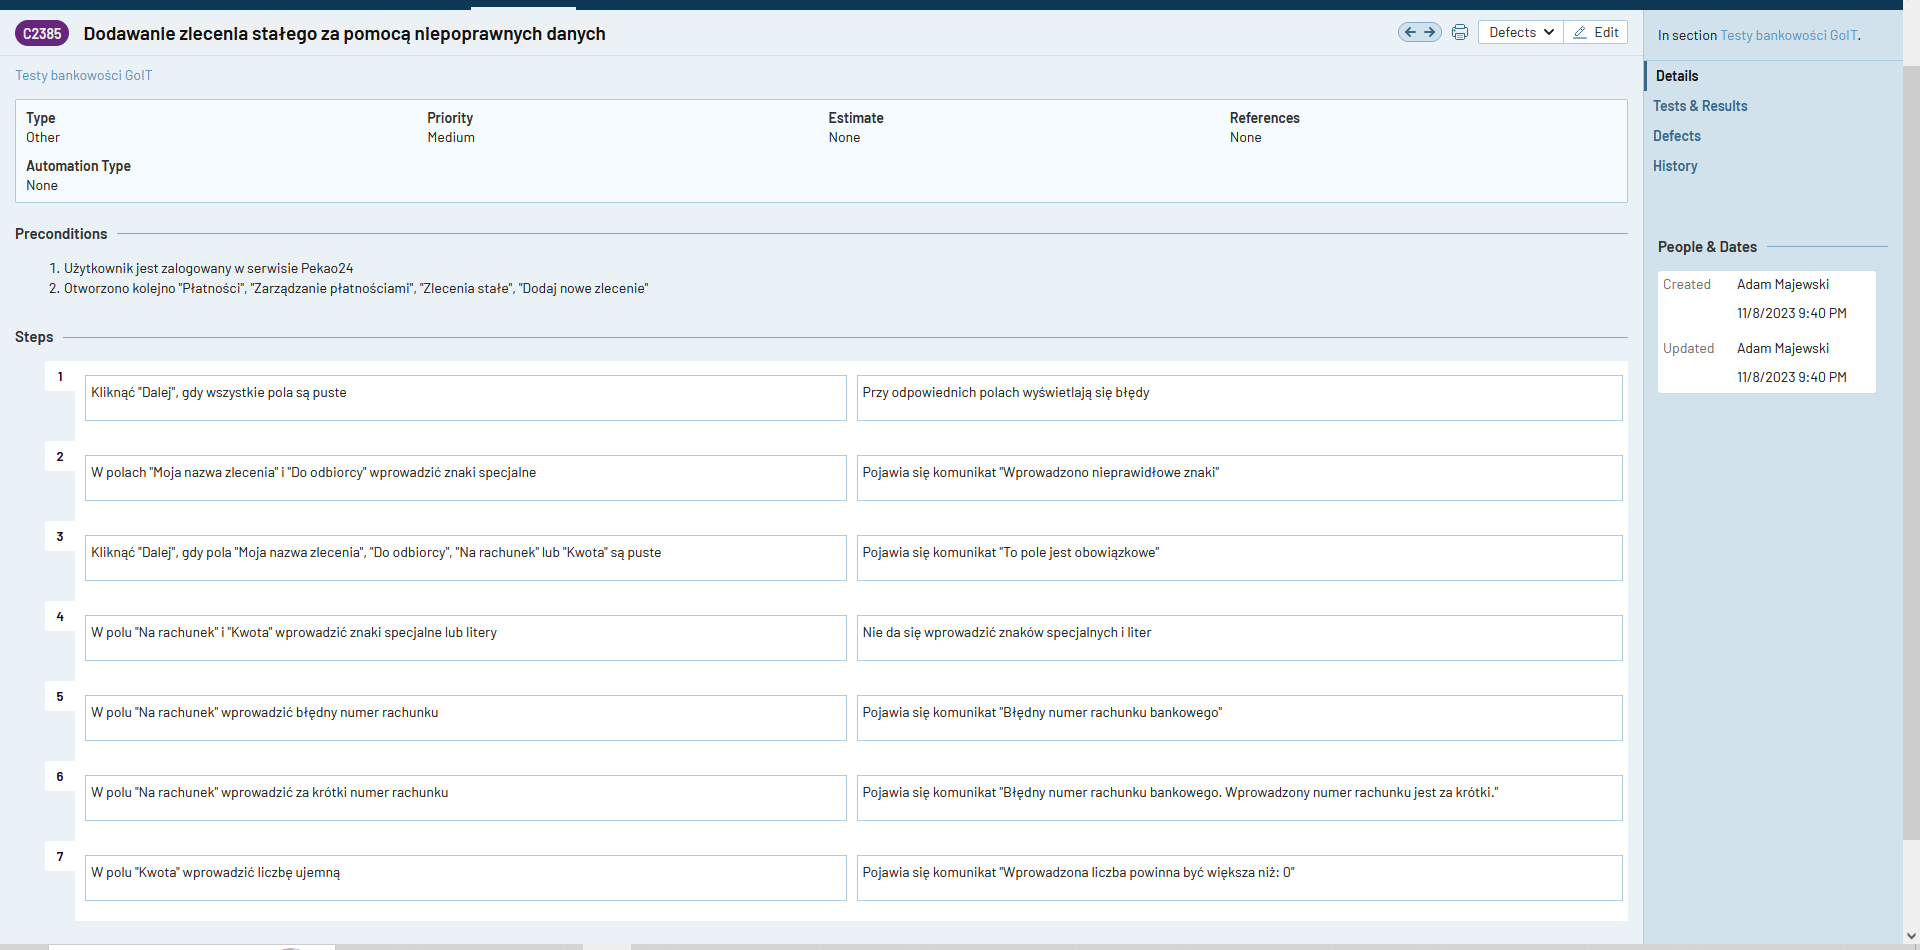 C2385 Dodawanie zlecenia stałego za pomocą niepoprawnych danych
Defects Edit
Testy bankowości GoIT
Type Priority Estimate References
Other Medium None None
Automation Type
None
Preconditions
1. Użytkownik jest zalogowany w serwisie Pekao24
2. Otworzono kolejno "Płatności", "Zarządzanie płatnościami", "Zlecenia stałe", "Dodaj nowe zlecenie"
Steps
1 Kliknąć "Dalej", gdy wszystkie pola są puste Przy odpowiednich polach wyświetlają się błędy
2 W polach "Moja nazwa zlecenia" i "Do odbiorcy" wprowadzić znaki specjalne Pojawia się komunikat "Wprowadzono nieprawidłowe znaki"
3 Kliknąć "Dalej", gdy pola "Moja nazwa zlecenia", "Do odbiorcy", "Na rachunek" lub "Kwota" są puste Pojawia się komunikat "To pole jest obowiązkowe"
4 W polu "Na rachunek" i "Kwota" wprowadzić znaki specjalne lub litery Nie da się wprowadzić znaków specjalnych i liter
5 W polu "Na rachunek" wprowadzić błędny numer rachunku Pojawia się komunikat "Błędny numer rachunku bankowego"
6 W polu "Na rachunek" wprowadzić za krótki numer rachunku Pojawia się komunikat "Błędny numer rachunku bankowego. Wprowadzony numer rachunku jest za krótki."
7 W polu "Kwota" wprowadzić liczbę ujemną Pojawia się komunikat "Wprowadzona liczba powinna być większa niż: 0"
In section Testy bankowości GoIT.
Details
Tests & Results
Defects
History
People & Dates
Created Adam Majewski
11/8/2023 9:40 PM
Updated Adam Majewski
11/8/2023 9:40 PM